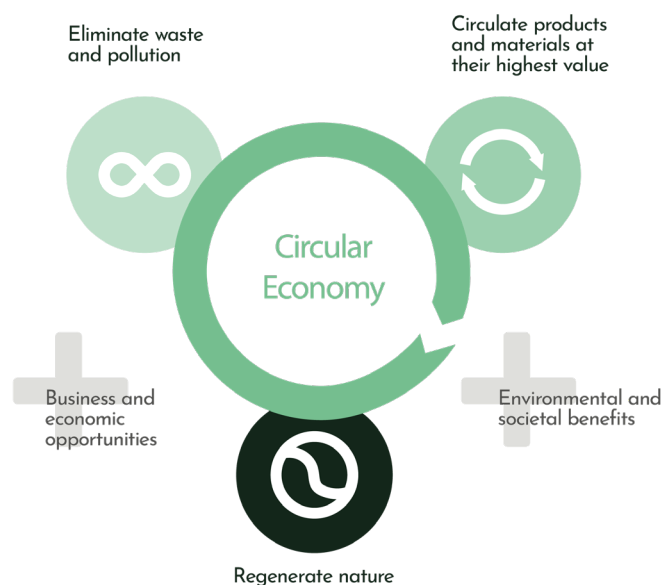 Eliminate waste
and pollution
Circulate products
and materials at
their highest value
Circular
Economy
Business and
economic
opportunities
Environmental and
societal benefits
Regenerate nature